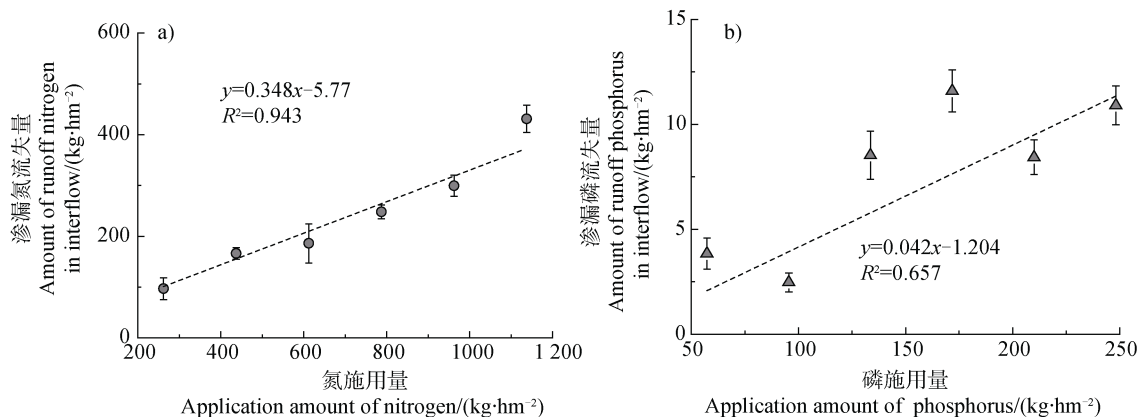 a)
渗漏氮流失量
Amount of runoff nitrogen
in interflow/(kg·hm⁻²)
600
400
200
0
y=0.348x−5.77
R²=0.943
200
400
600
800
1000
1 200
氮施用量
Application amount of nitrogen/(kg·hm⁻²)
b)
渗漏磷流失量
Amount of runoff phosphorus
in interflow/(kg·hm⁻²)
15
10
5
0
y=0.042x−1.204
R²=0.657
50
100
150
200
250
磷施用量
Application amount of phosphorus/(kg·hm⁻²)